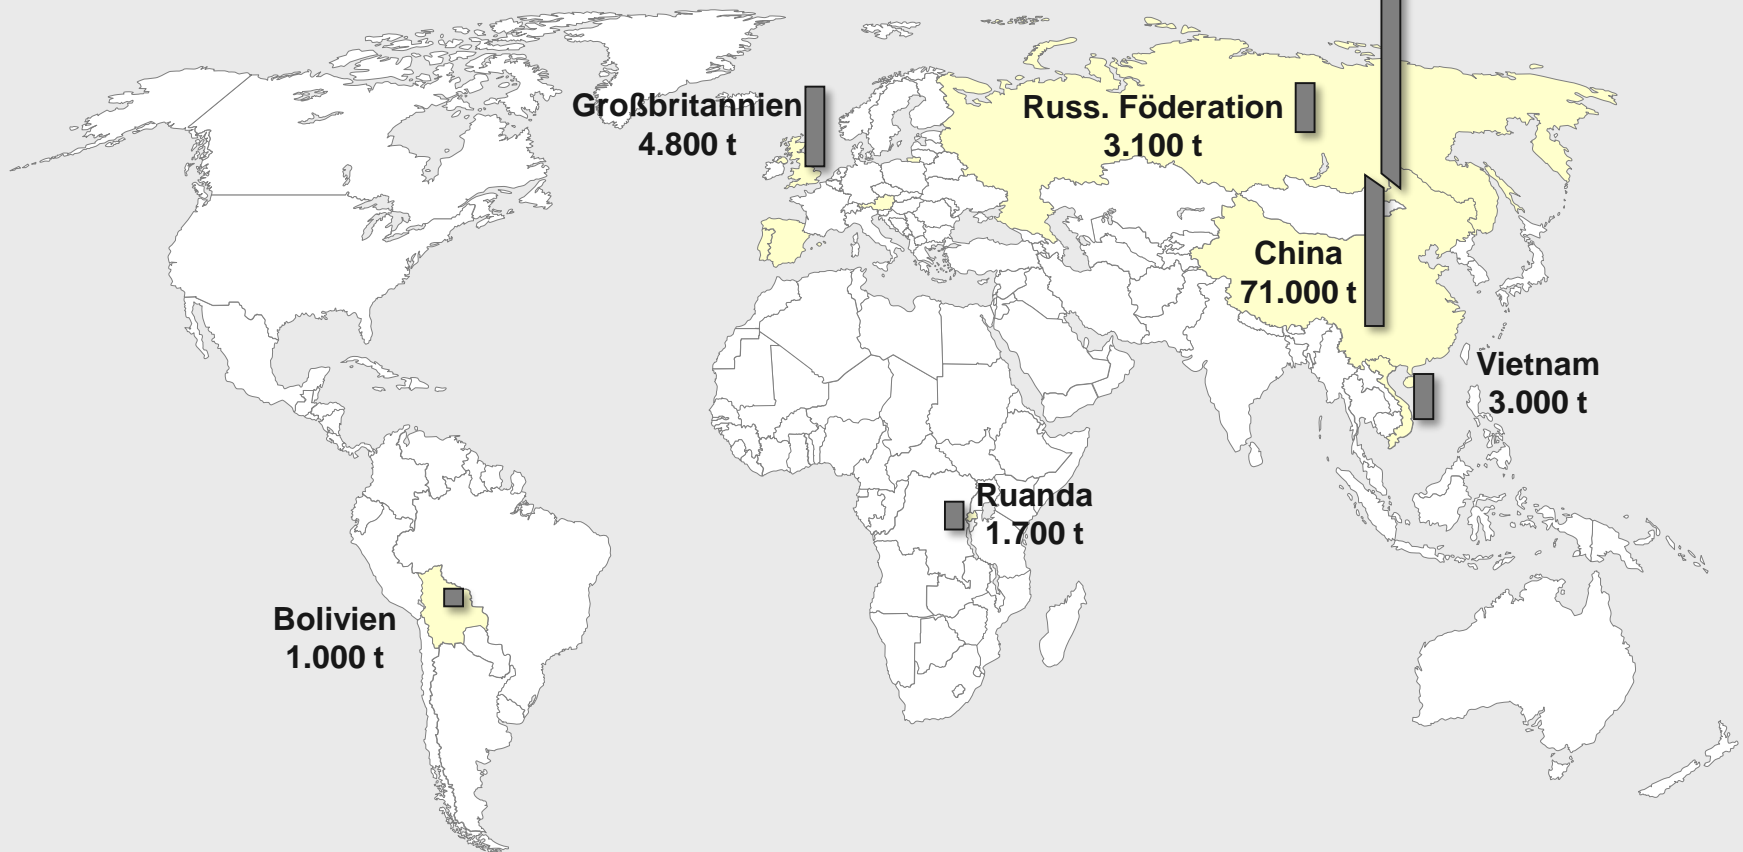 Großbritannien
4.800 t
Russ. Föderation
3.100 t
China
71.000 t
Vietnam
3.000 t
Ruanda
1.700 t
Bolivien
1.000 t